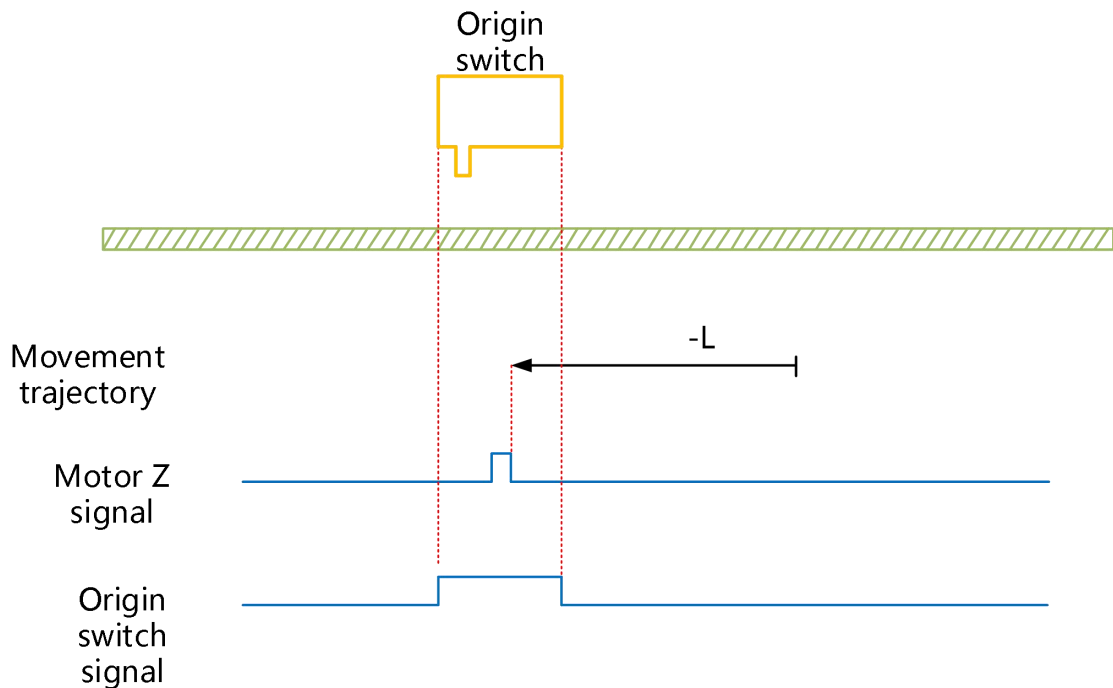 Origin
switch
-L
Movement
trajectory
Motor Z
signal
Origin
switch
signal